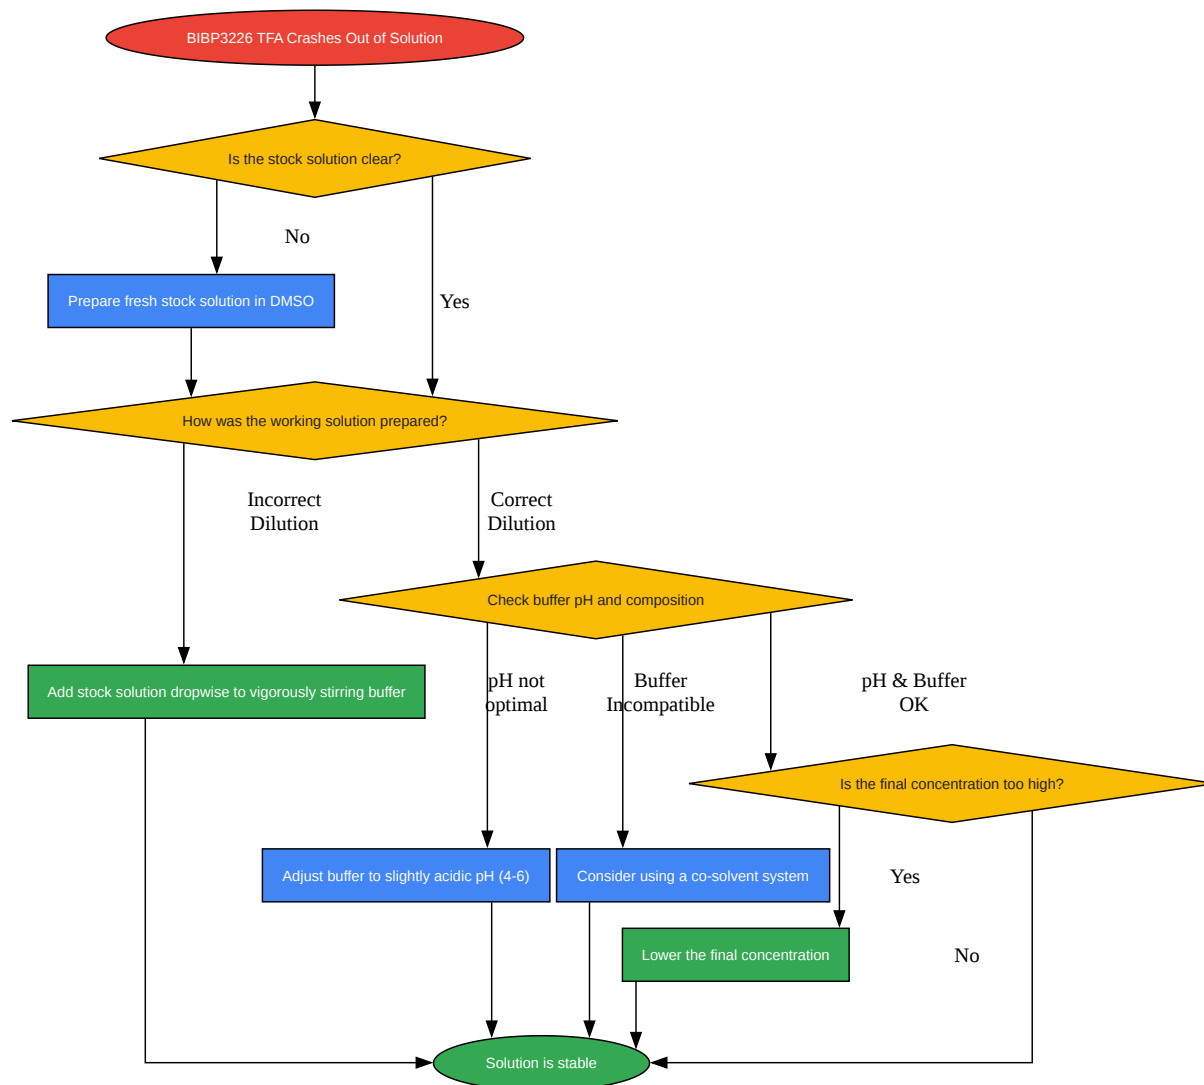 BIBP3226 TFA Crashes Out of Solution
Is the stock solution clear?
No
Prepare fresh stock solution in DMSO
Yes
How was the working solution prepared?
Incorrect
Dilution
Correct
Dilution
Check buffer pH and composition
Add stock solution dropwise to vigorously stirring buffer
pH not
optimal
Buffer
Incompatible
pH & Buffer
OK
Is the final concentration too high?
Adjust buffer to slightly acidic pH (4-6)
Consider using a co-solvent system
Yes
Lower the final concentration
No
Solution is stable